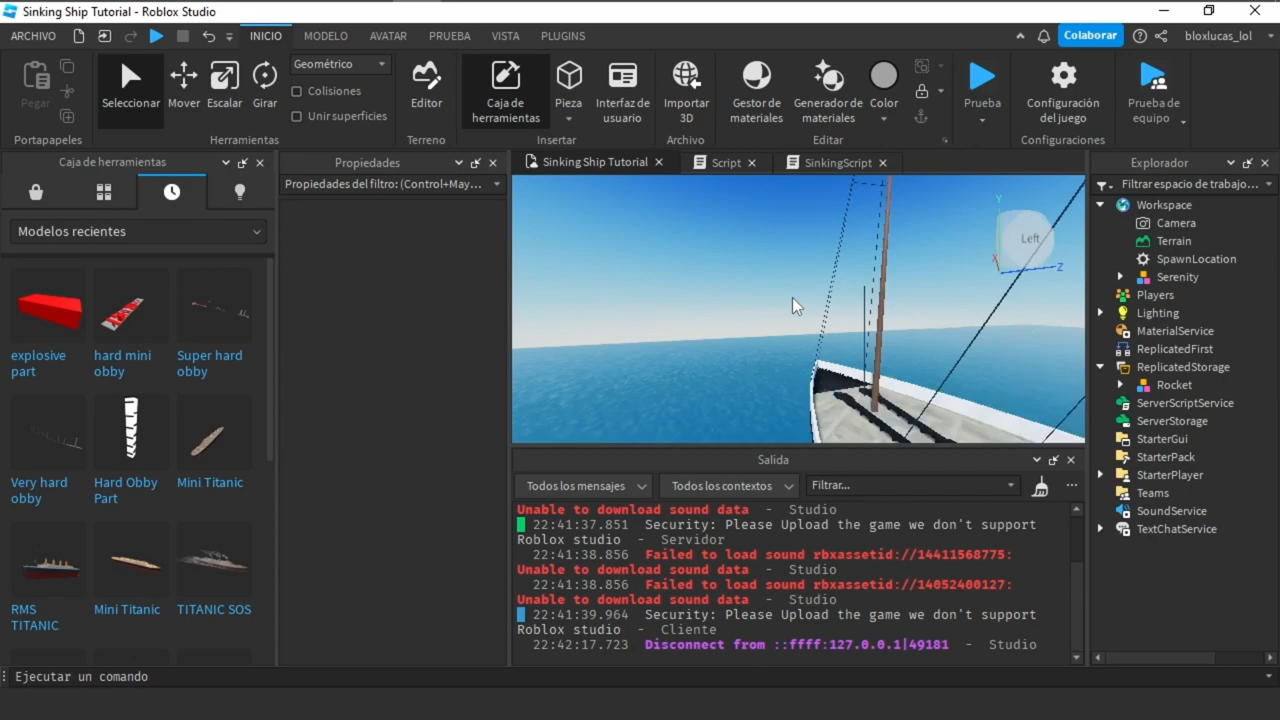 Sinking Ship Tutorial - Roblox Studio
ARCHIVO INICIO MODELO AVATAR PRUEBA VISTA PLUGINS Colaborar bloxlucas_lol
Pegar
Portapapeles
Seleccionar Mover Escalar Girar
Geométrico
Colisiones
Unir superficies
Herramientas
Editor
Terreno
Caja de herramientas
Pieza
Interfaz de usuario
Insertar
Importar 3D
Archivo
Gestor de materiales
Generador de materiales
Color
Editar
Prueba
Configuración del juego
Configuraciones
Prueba de equipo
Caja de herramientas
Modelos recientes
explosive part
hard mini obby
Super hard obby
Very hard obby
Hard Obby Part
Mini Titanic
RMS TITANIC
Mini Titanic
TITANIC SOS
Propiedades
Propiedades del filtro: (Control+May...
Sinking Ship Tutorial
Script
SinkingScript
Y
Left
X
Z
Salida
Todos los mensajes Todos los contextos Filtrar...
Unable to download sound data - Studio
22:41:37.851 Security: Please Upload the game we don't support
Roblox studio - Servidor
22:41:38.856 Failed to load sound rbxassetid://14411568775:
Unable to download sound data - Studio
22:41:38.856 Failed to load sound rbxassetid://14052400127:
Unable to download sound data - Studio
22:41:39.964 Security: Please Upload the game we don't support
Roblox studio - Cliente
22:42:17.723 Disconnect from ::ffff:127.0.0.1|49181 - Studio
Explorador
Filtrar espacio de trabajo...
Workspace
Camera
Terrain
SpawnLocation
Serenity
Players
Lighting
MaterialService
ReplicatedFirst
ReplicatedStorage
Rocket
ServerScriptService
ServerStorage
StarterGui
StarterPack
StarterPlayer
Teams
SoundService
TextChatService
Ejecutar un comando